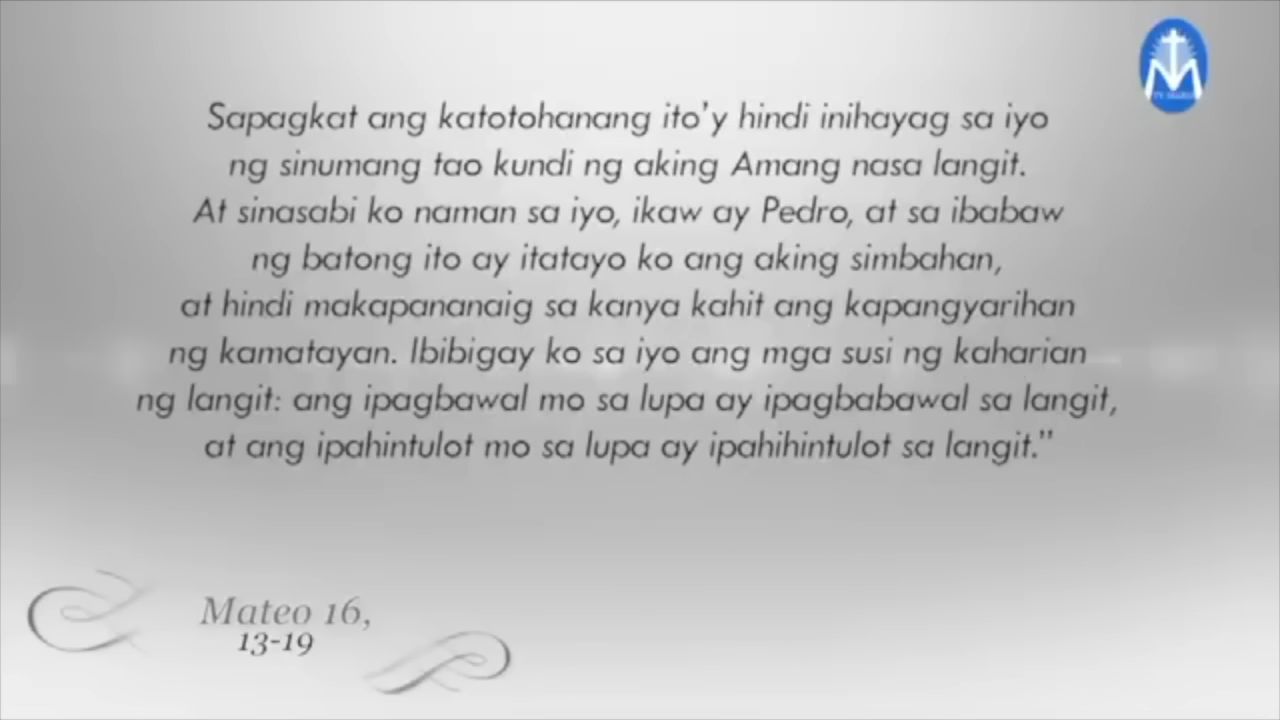 Sapagkat ang katotohanang ito'y hindi inihayag sa iyo
ng sinumang tao kundi ng aking Amang nasa langit.
At sinasabi ko naman sa iyo, ikaw ay Pedro, at sa ibabaw
ng batong ito ay itatayo ko ang aking simbahan,
at hindi makapananaig sa kanya kahit ang kapangyarihan
ng kamatayan. Ibibigay ko sa iyo ang mga susi ng kaharian
ng langit: ang ipagbawal mo sa lupa ay ipagbabawal sa langit,
at ang ipahintulot mo sa lupa ay ipahihintulot sa langit."
Mateo 16,
13-19